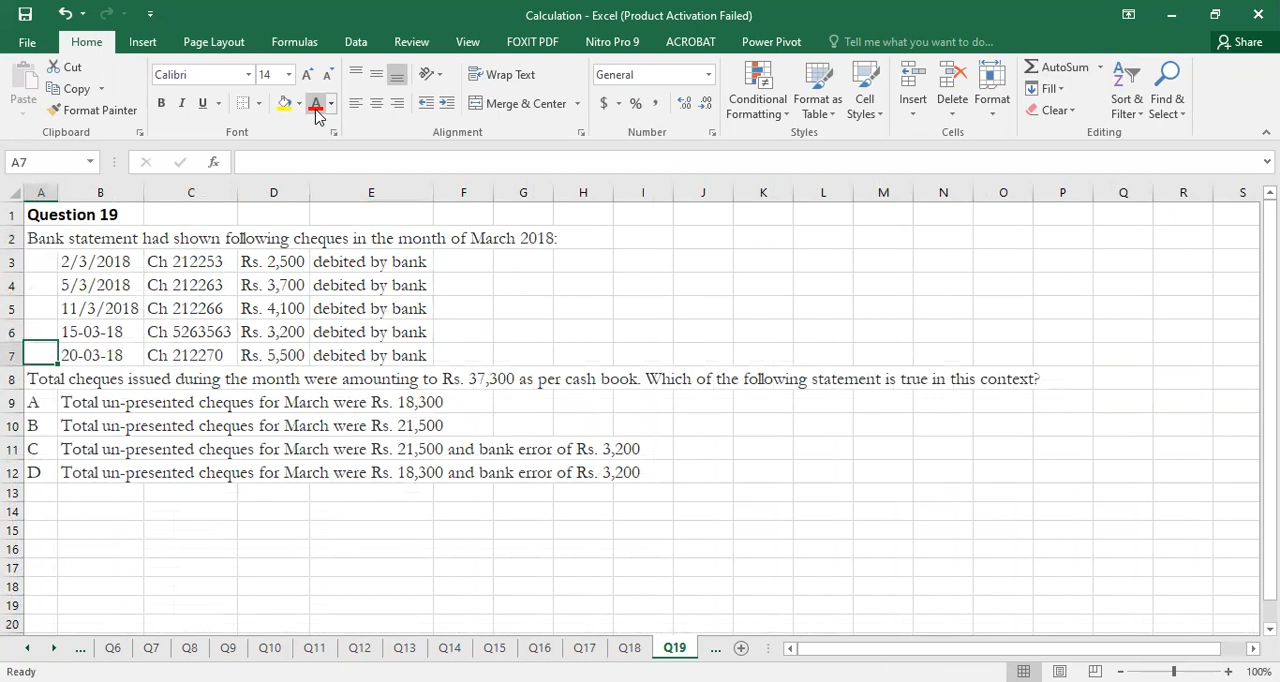 Calculation - Excel (Product Activation Failed)
File Home Insert Page Layout Formulas Data Review View FOXIT PDF Nitro Pro 9 ACROBAT Power Pivot Tell me what you want to do... Share
Paste Cut Copy Format Painter
Calibri 14
B I U A
Wrap Text
Merge & Center
General
$ % ,
Conditional Formatting Format as Table Cell Styles
Insert Delete Format
AutoSum Fill Clear
Sort & Filter Find & Select
Clipboard Font Alignment Number Styles Cells Editing
A7 fx
A B C D E F G H I J K L M N O P Q R S
1 Question 19
2 Bank statement had shown following cheques in the month of March 2018:
3 2/3/2018 Ch 212253 Rs. 2,500 debited by bank
4 5/3/2018 Ch 212263 Rs. 3,700 debited by bank
5 11/3/2018 Ch 212266 Rs. 4,100 debited by bank
6 15-03-18 Ch 5263563 Rs. 3,200 debited by bank
7 20-03-18 Ch 212270 Rs. 5,500 debited by bank
8 Total cheques issued during the month were amounting to Rs. 37,300 as per cash book. Which of the following statement is true in this context?
9 A Total un-presented cheques for March were Rs. 18,300
10 B Total un-presented cheques for March were Rs. 21,500
11 C Total un-presented cheques for March were Rs. 21,500 and bank error of Rs. 3,200
12 D Total un-presented cheques for March were Rs. 18,300 and bank error of Rs. 3,200
13
14
15
16
17
18
19
20
... Q6 Q7 Q8 Q9 Q10 Q11 Q12 Q13 Q14 Q15 Q16 Q17 Q18 Q19 ...
Ready 100%